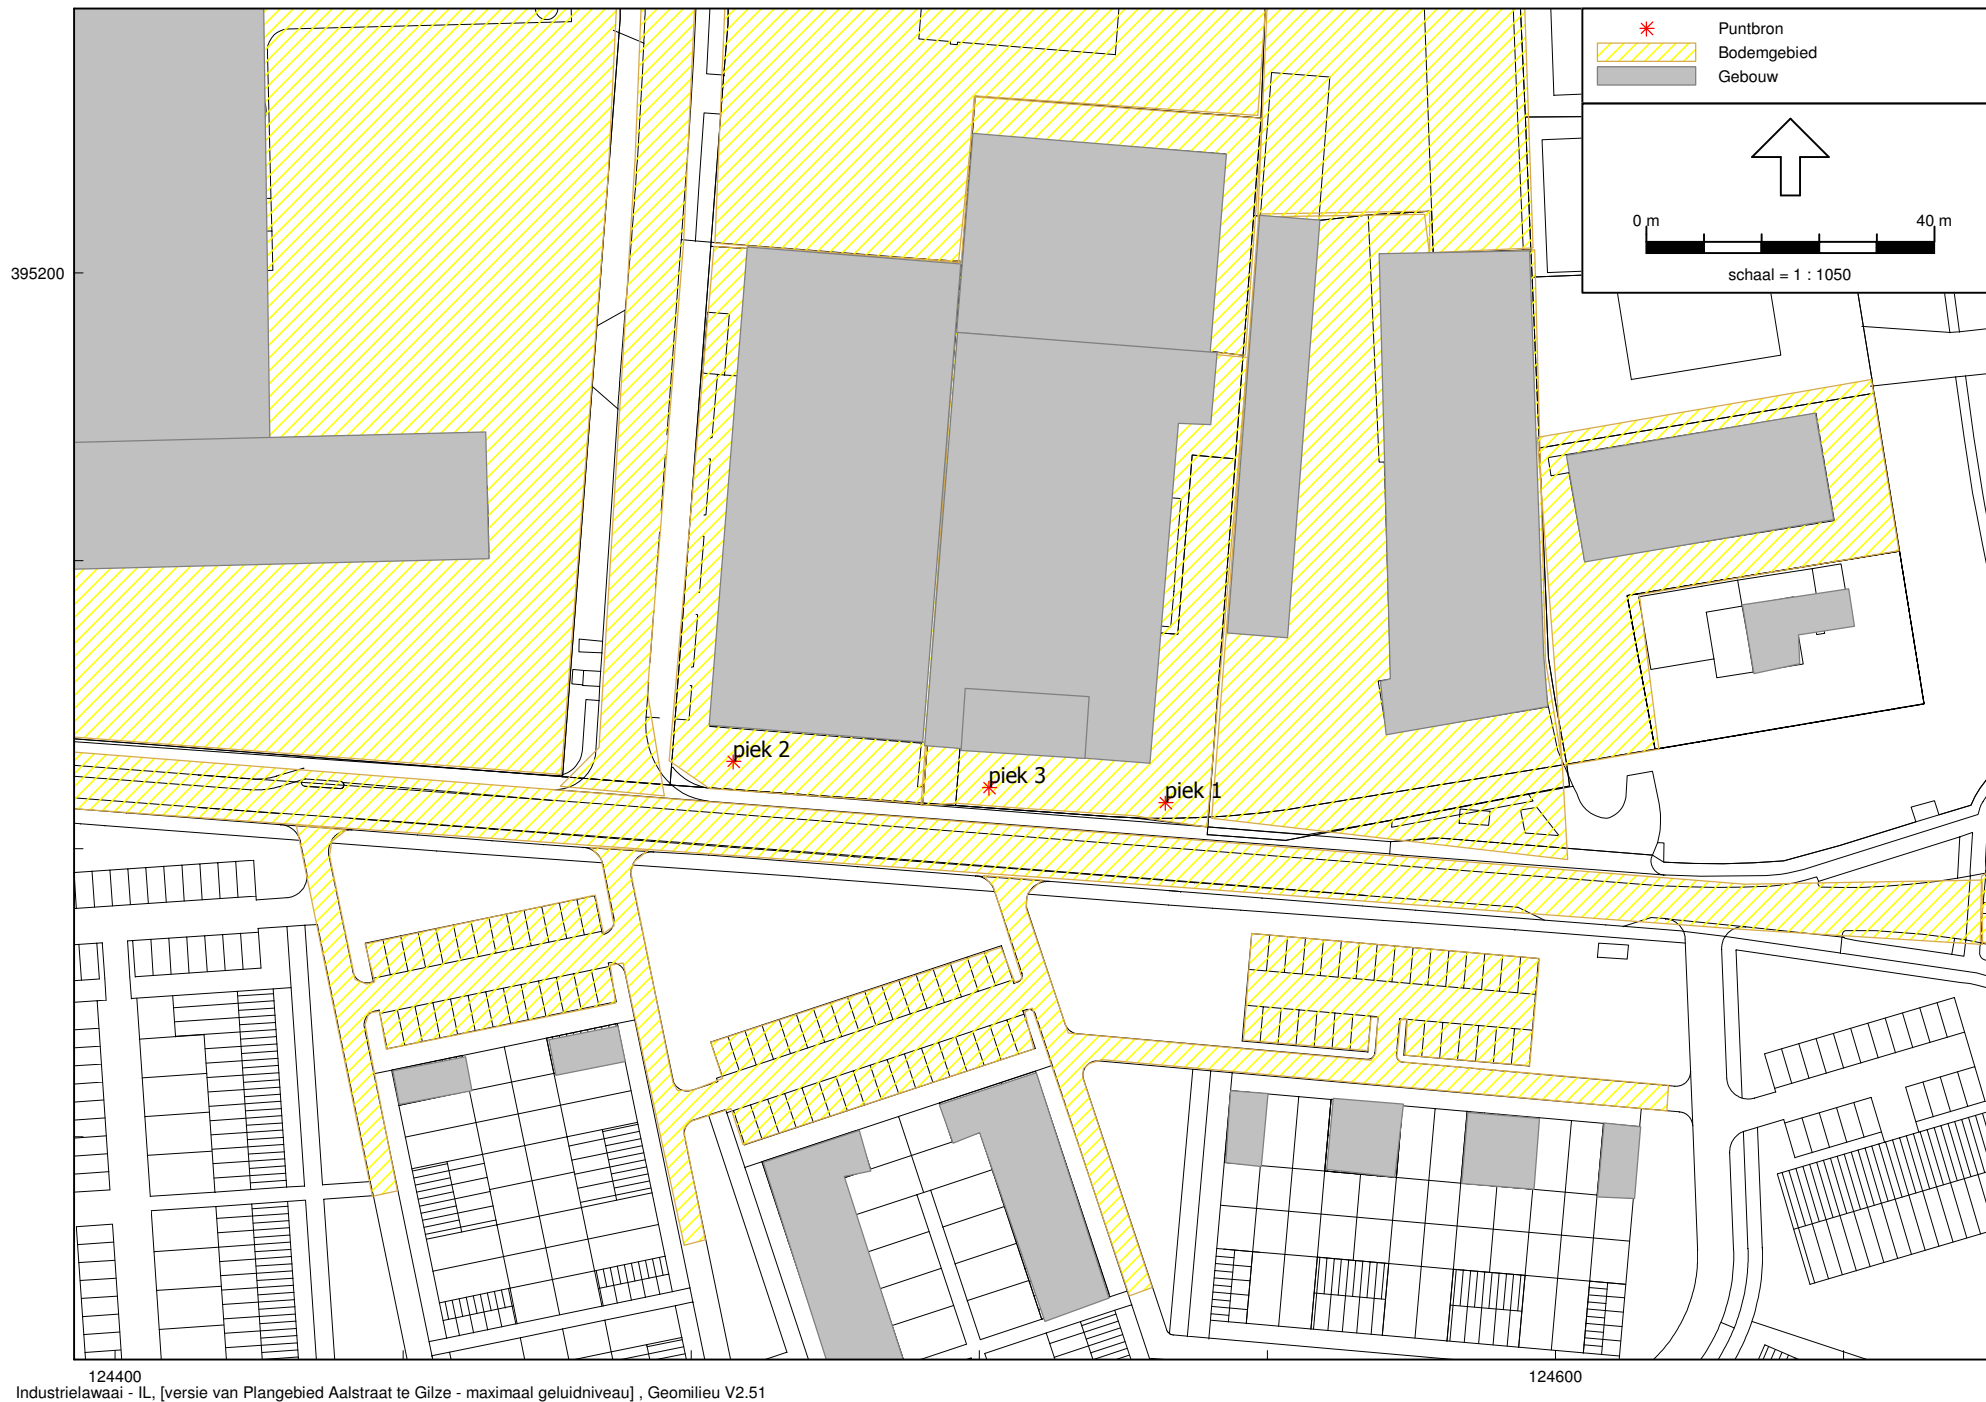 Puntbron
Bodemgebied
Gebouw
0 m 40 m
schaal = 1 : 1050
395200
piek 2
piek 3
piek 1
124400 124600
Industrielawaai - IL, [versie van Plangebied Aalstraat te Gilze - maximaal geluidniveau] , Geomilieu V2.51